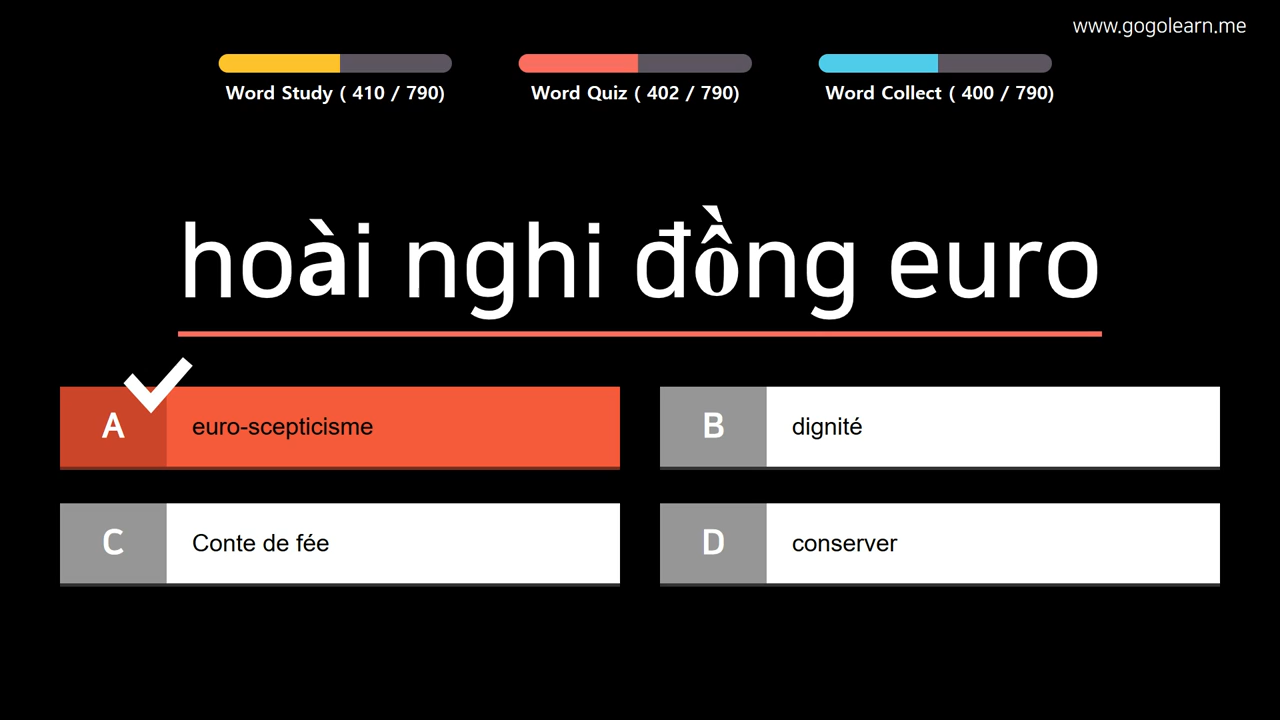 www.gogolearn.me
Word Study ( 410 / 790)
Word Quiz ( 402 / 790)
Word Collect ( 400 / 790)
hoài nghi đồng euro
A euro-scepticisme
B dignité
C Conte de fée
D conserver